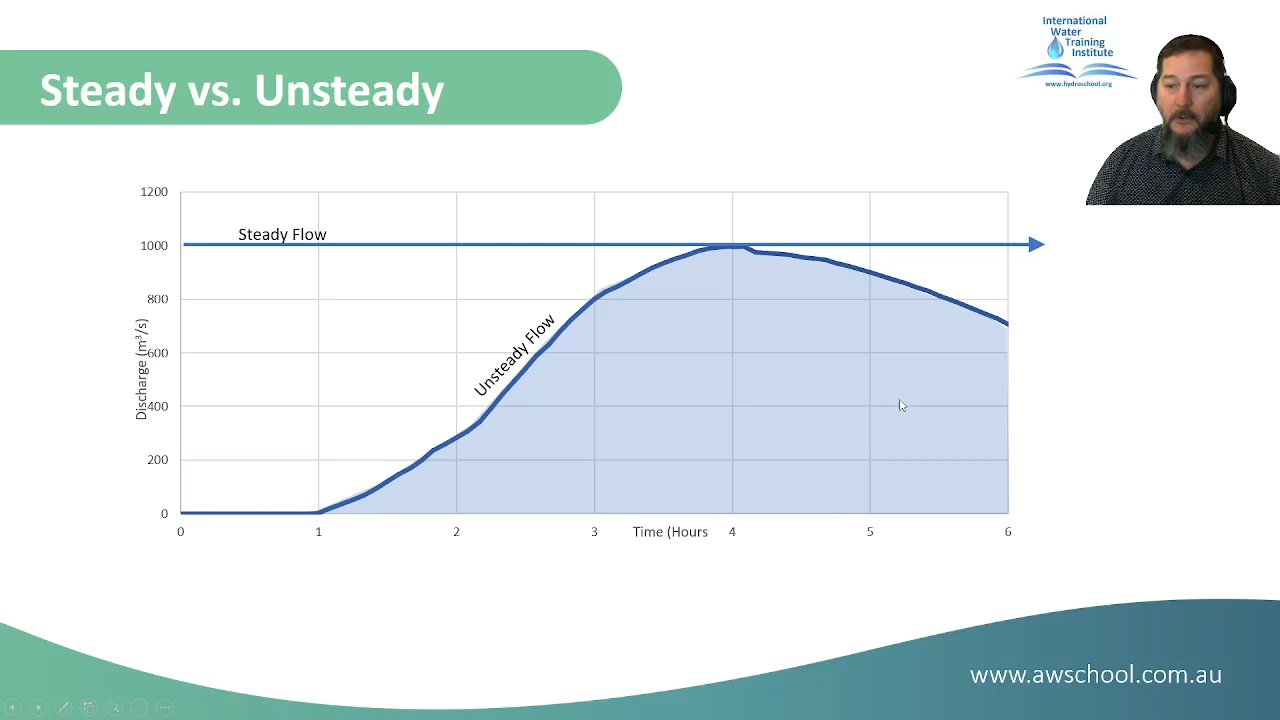 International
Water
Training
Institute
www.hydroschool.org
Steady vs. Unsteady
1200
1000
800
600
400
200
0
Discharge (m³/s)
Steady Flow
Unsteady Flow
0
1
2
3
Time (Hours
4
5
6
www.awschool.com.au